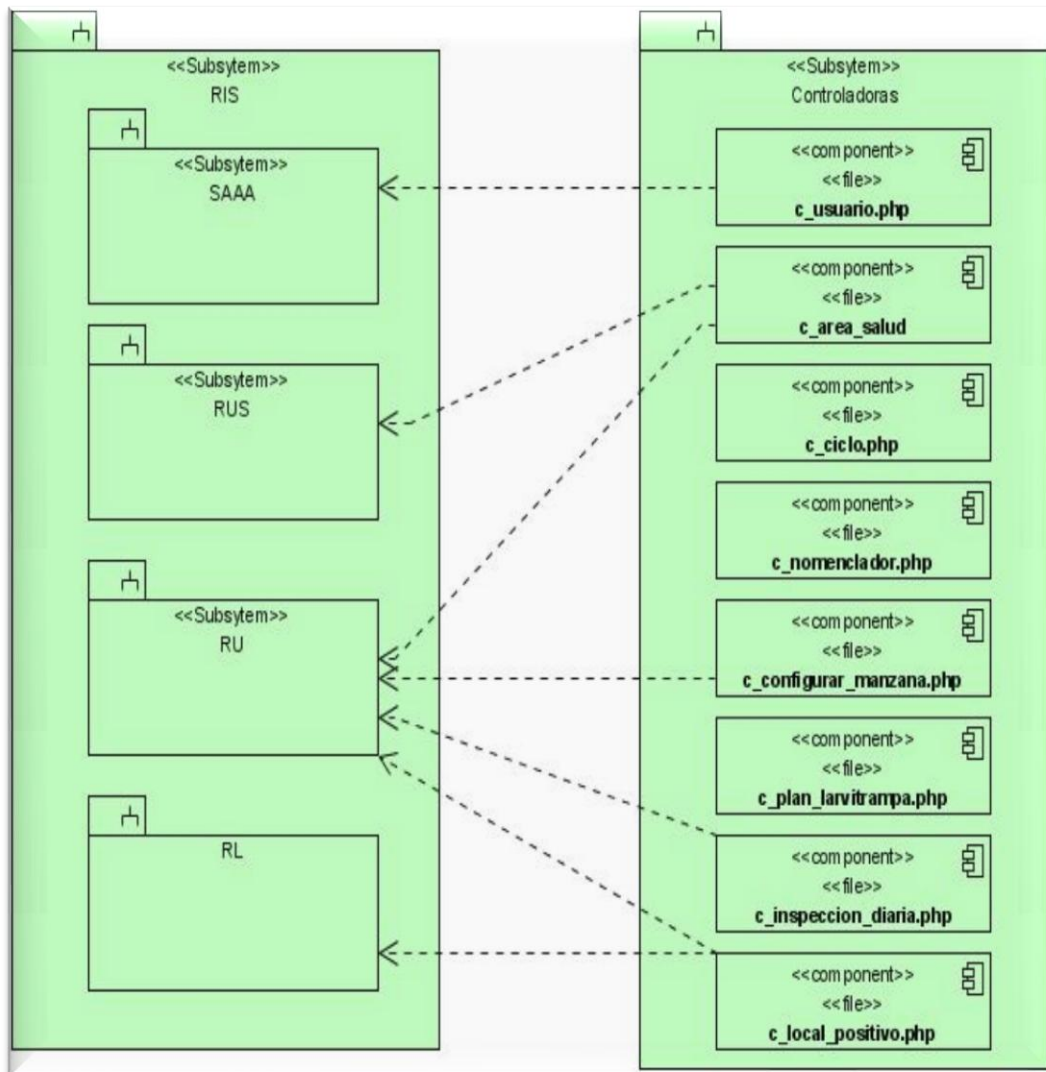 <<Subsytem>>
RIS
<<Subsytem>>
SAAA
<<Subsytem>>
RUS
<<Subsytem>>
RU
RL
<<Subsytem>>
Controladoras
<<component>>
<<file>>
c_usuario.php
<<component>>
<<file>>
c_area_salud
<<component>>
<<file>>
c_ciclo.php
<<component>>
<<file>>
c_nomenclador.php
<<component>>
<<file>>
c_configurar_manzana.php
<<component>>
<<file>>
c_plan_larvitrampa.php
<<component>>
<<file>>
c_inspeccion_diaria.php
<<component>>
<<file>>
c_local_positivo.php